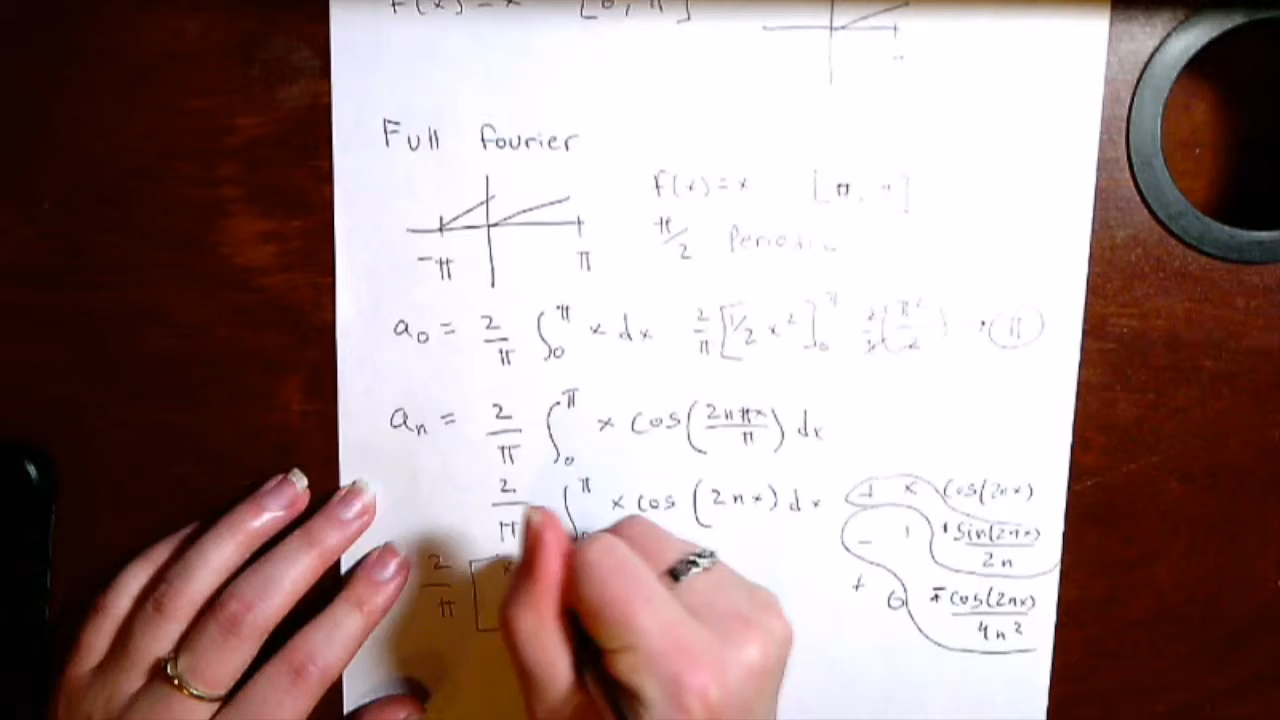 F(x) = x [0, π]
Full fourier
F(x) = x [π, π]
-π π
π/2 Periodic
a₀ = 2/π ∫₀^π x dx 2/π [1/2 x²]₀^π π
aₙ = 2/π ∫₀^π x cos(2nπx/π) dx
2/π ∫ ^π x cos (2nx) dx
+ x cos(2nx)
- 1 sin(2nx)/2n
+ 0 -cos(2nx)/4n²
2/π [